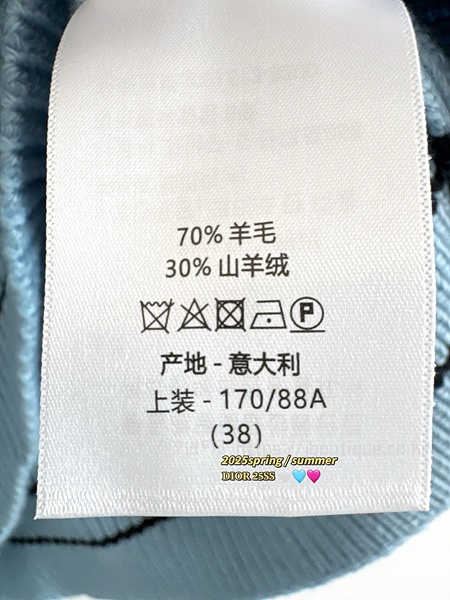 70% 羊毛
30% 山羊绒
P
产地 - 意大利
上装 - 170/88A
(38)
2025spring / summer
DIOR 25SS